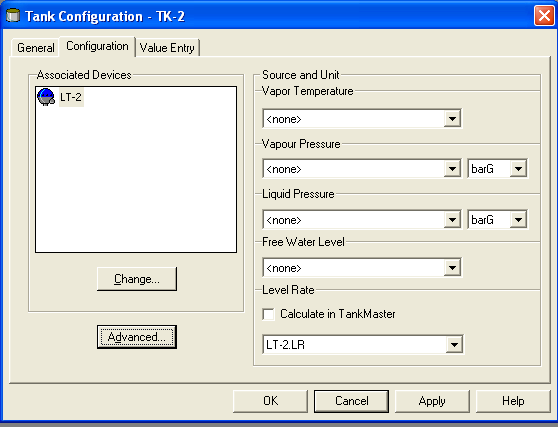 Tank Configuration - TK-2
General Configuration Value Entry
Associated Devices
LT-2
Change...
Advanced...
Source and Unit
Vapor Temperature
<none>
Vapour Pressure
<none> barG
Liquid Pressure
<none> barG
Free Water Level
<none>
Level Rate
Calculate in TankMaster
LT-2.LR
OK Cancel Apply Help